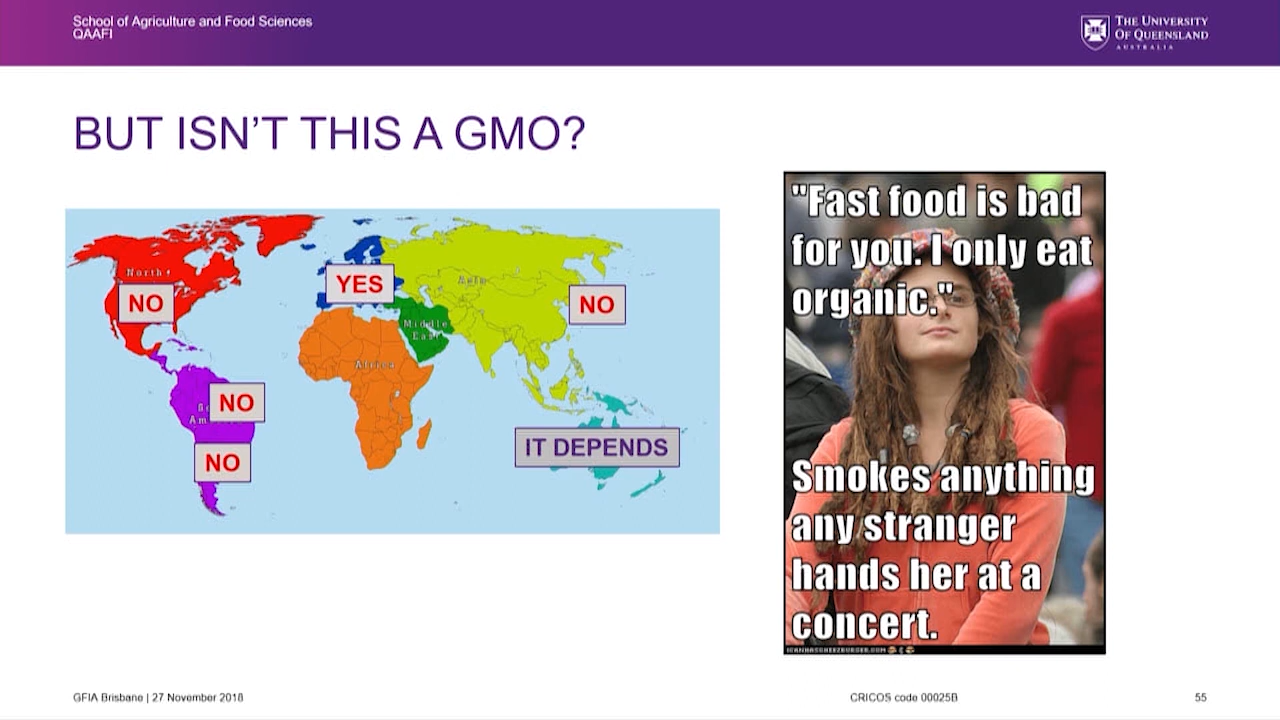 School of Agriculture and Food Sciences
QAAFI
THE UNIVERSITY
OF QUEENSLAND
AUSTRALIA
BUT ISN'T THIS A GMO?
North
NO
YES
Asia
NO
Middle
East
Africa
NO
NO
IT DEPENDS
"Fast food is bad
for you. I only eat
organic."
Smokes anything
any stranger
hands her at a
concert.
ICANHASCHEEZBURGER.COM
GFIA Brisbane | 27 November 2018
CRICOS code 00025B
55